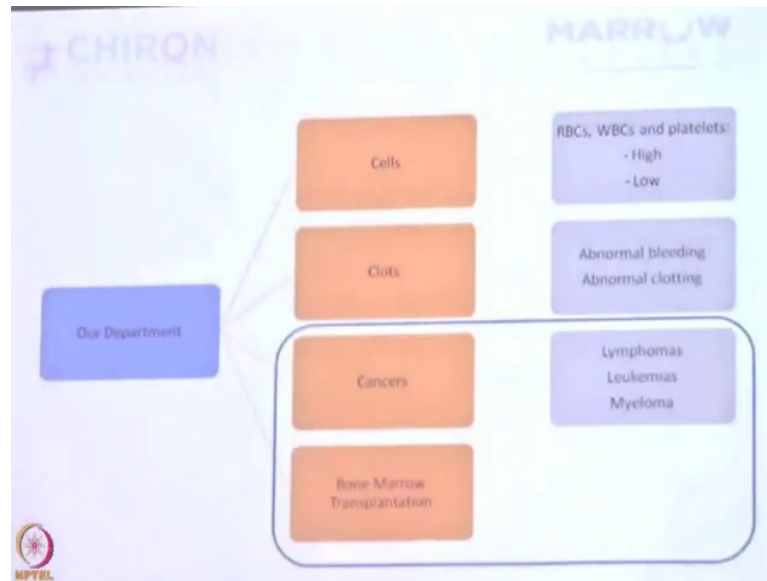 CHIRON
MARROW
Our Department
Cells
RBCs, WBCs and platelets:
- High
- Low
Clots
Abnormal bleeding
Abnormal clotting
Cancers
Lymphomas
Leukemias
Myeloma
Bone Marrow
Transplantation
NPTEL